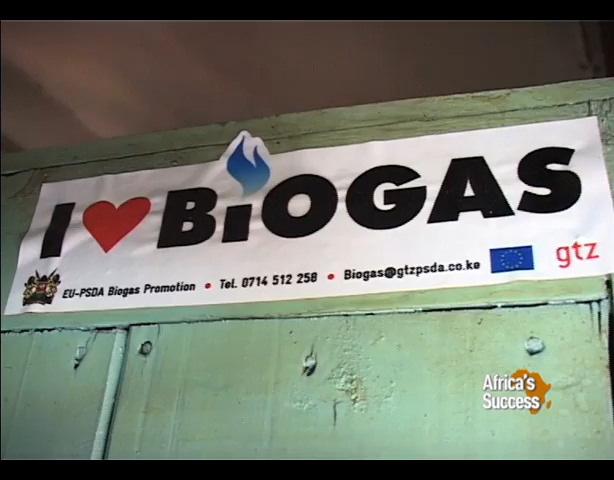 I ♥ BiOGAS
EU-PSDA Biogas Promotion • Tel. 0714 512 258 • Biogas@gtzpsda.co.ke
gtz
Africa's
Success